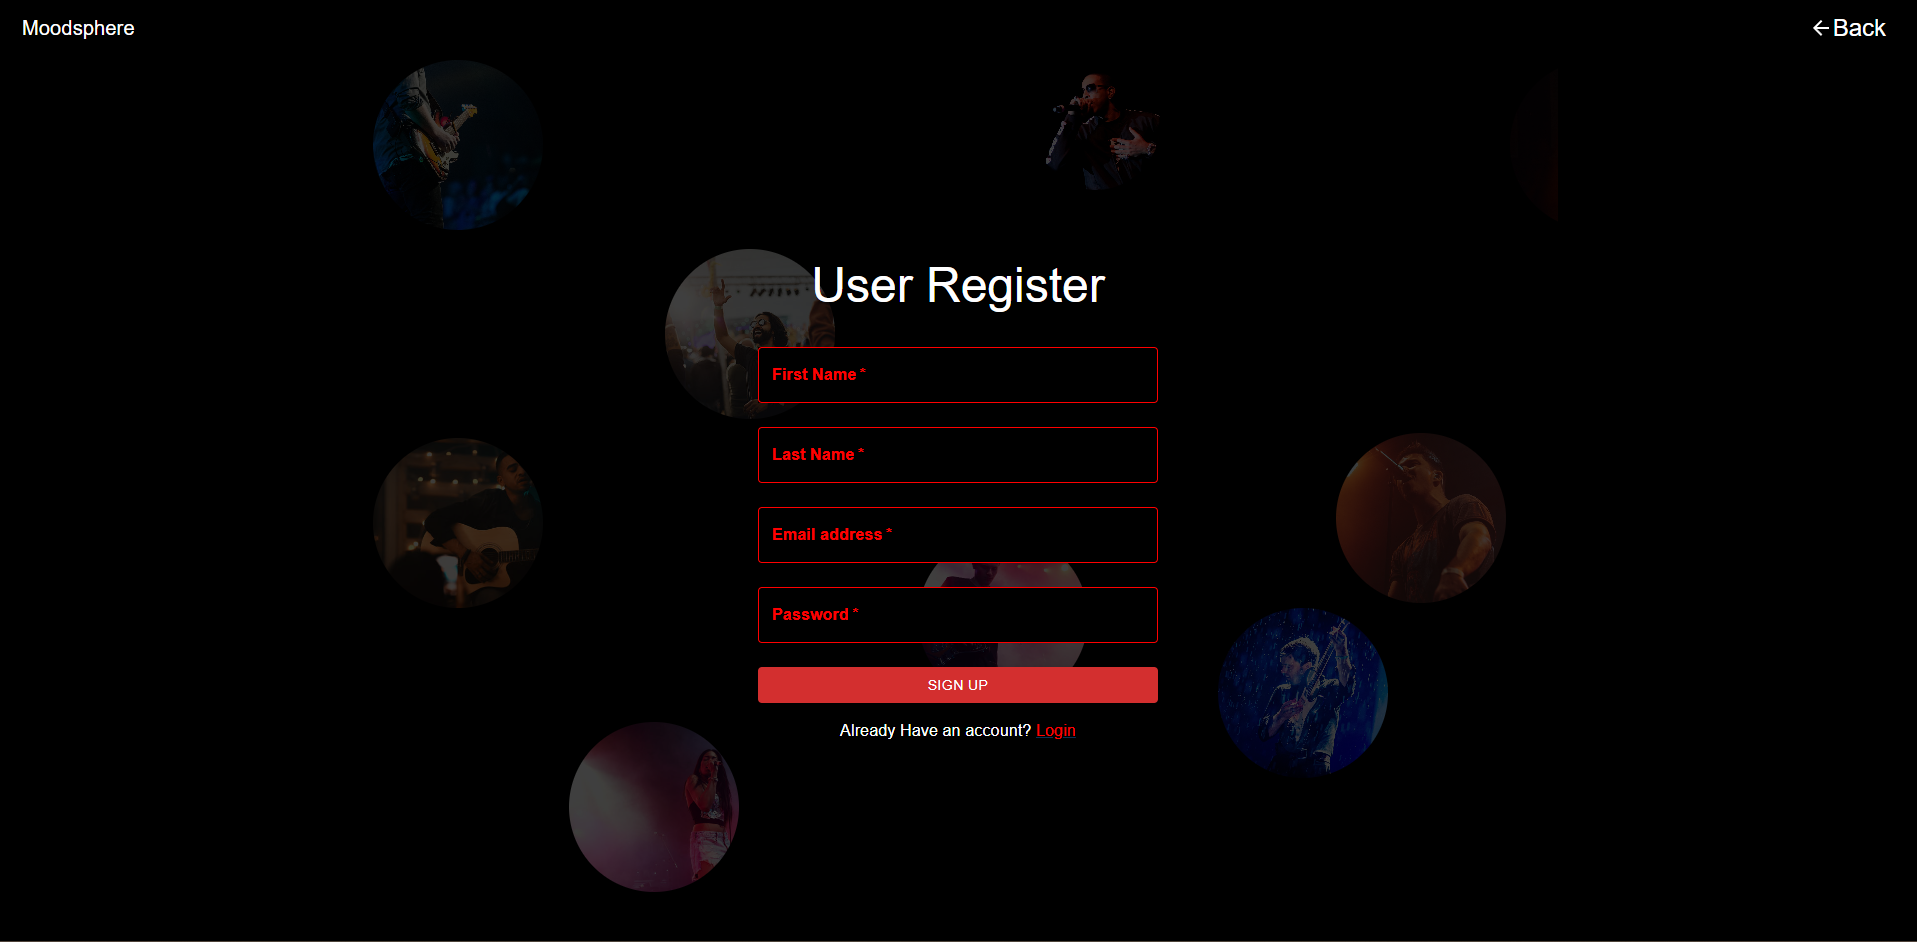 Moodsphere
Back
User Register
First Name *
Last Name *
Email address *
Password *
SIGN UP
Already Have an account? Login